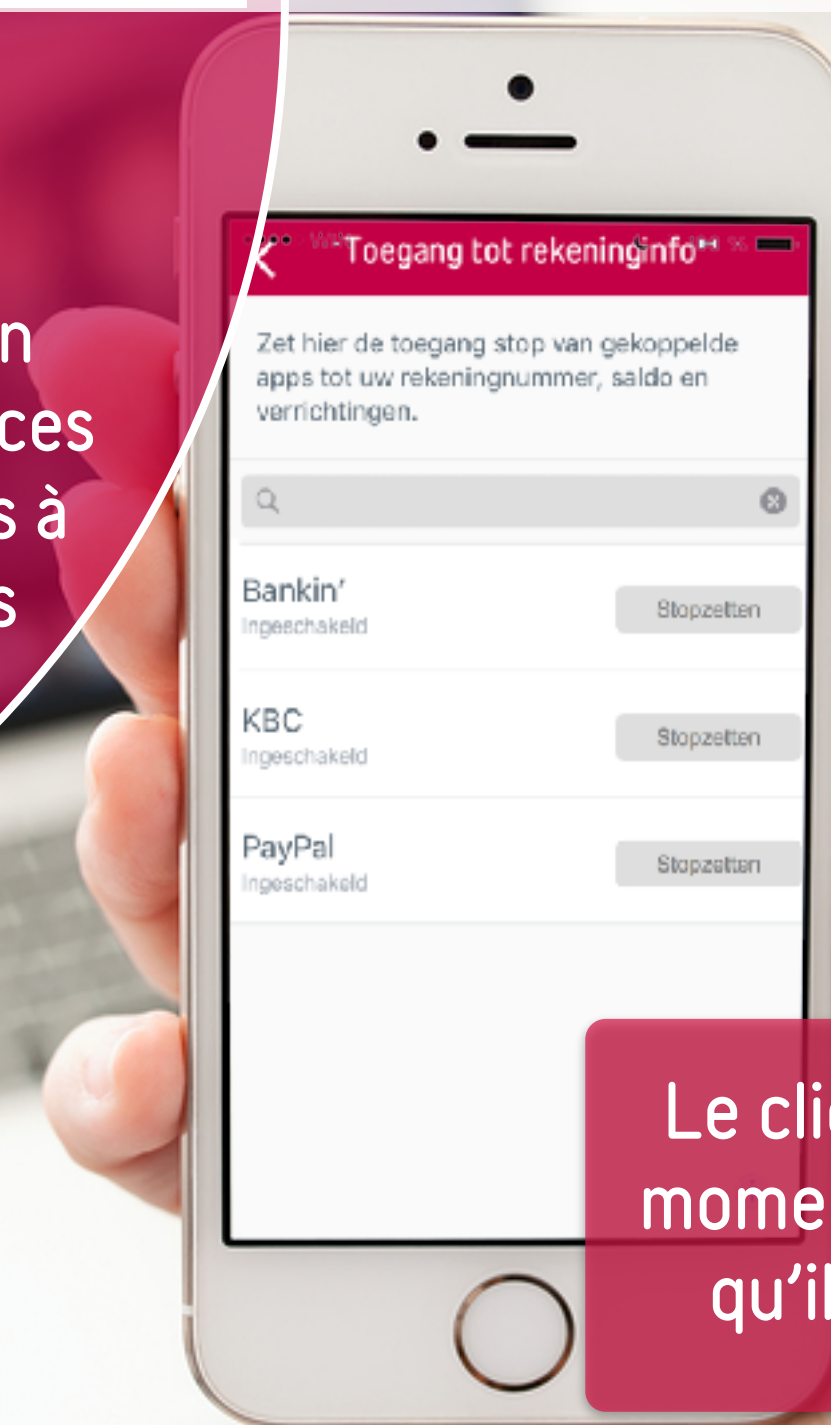 n
ces
s à
s
Toegang tot rekeninginfo
Zet hier de toegang stop van gekoppelde
apps tot uw rekeningnummer, saldo en
verrichtingen.
Bankin'
Ingeschakeld
Stopzetten
KBC
Ingeschakeld
Stopzetten
PayPal
Ingeschakeld
Stopzetten
Le clie
mome
qu'il